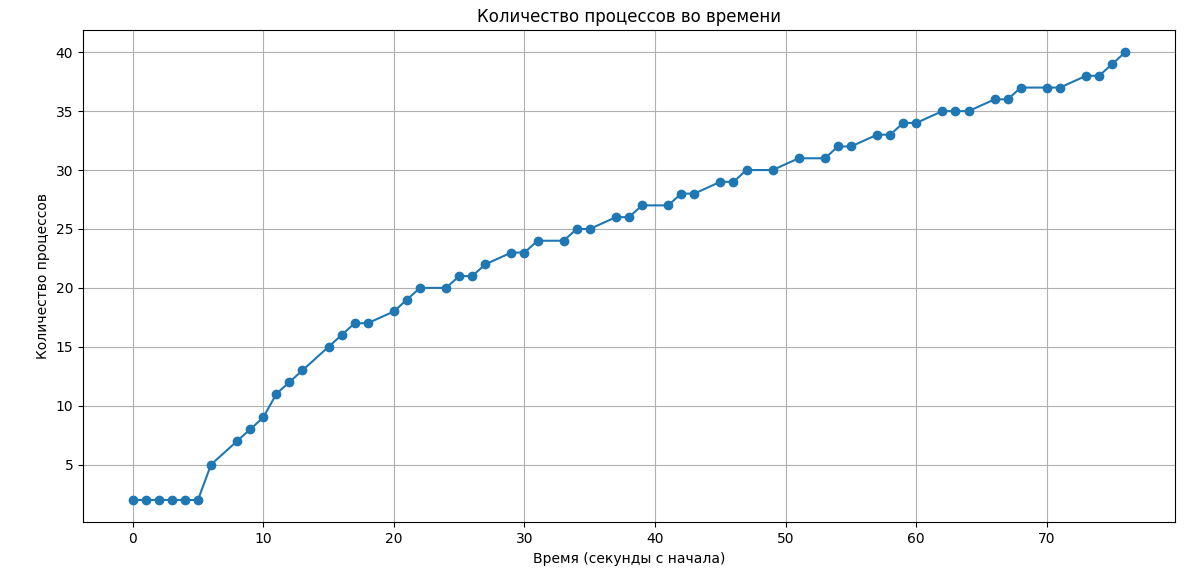 Количество процессов во времени
Количество процессов
40
35
30
25
20
15
10
5
0 10 20 30 40 50 60 70
Время (секунды с начала)